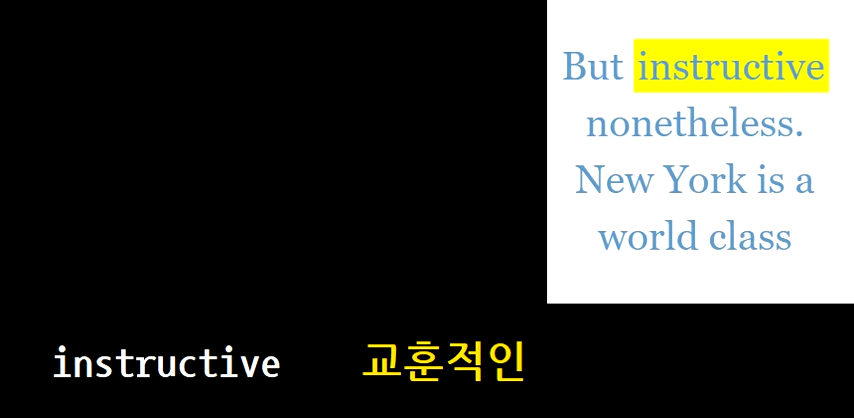 But instructive
nonetheless.
New York is a
world class
instructive 교훈적인